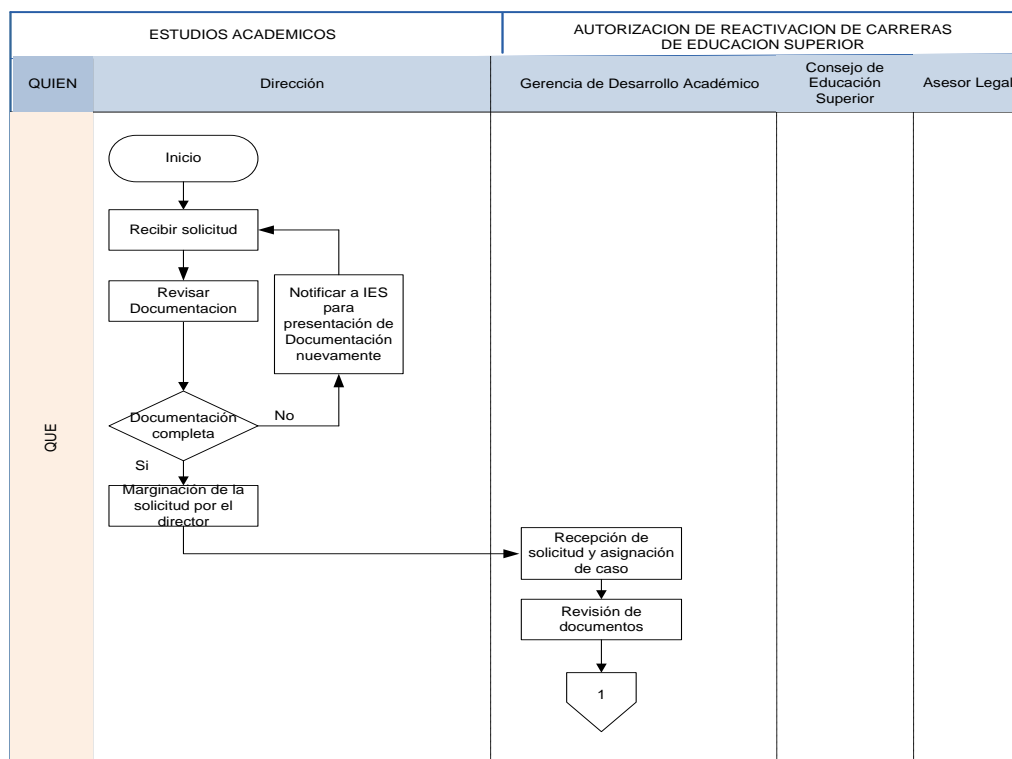 ESTUDIOS ACADEMICOS
AUTORIZACION DE REACTIVACION DE CARRERAS
DE EDUCACION SUPERIOR
QUIEN
Dirección
Gerencia de Desarrollo Académico
Consejo de
Educación
Superior
Asesor Legal
QUE
Inicio
Recibir solicitud
Revisar
Documentacion
Notificar a IES
para
presentación de
Documentación
nuevamente
Documentación
completa
No
Si
Marginación de la
solicitud por el
director
Recepción de
solicitud y asignación
de caso
Revisión de
documentos
1